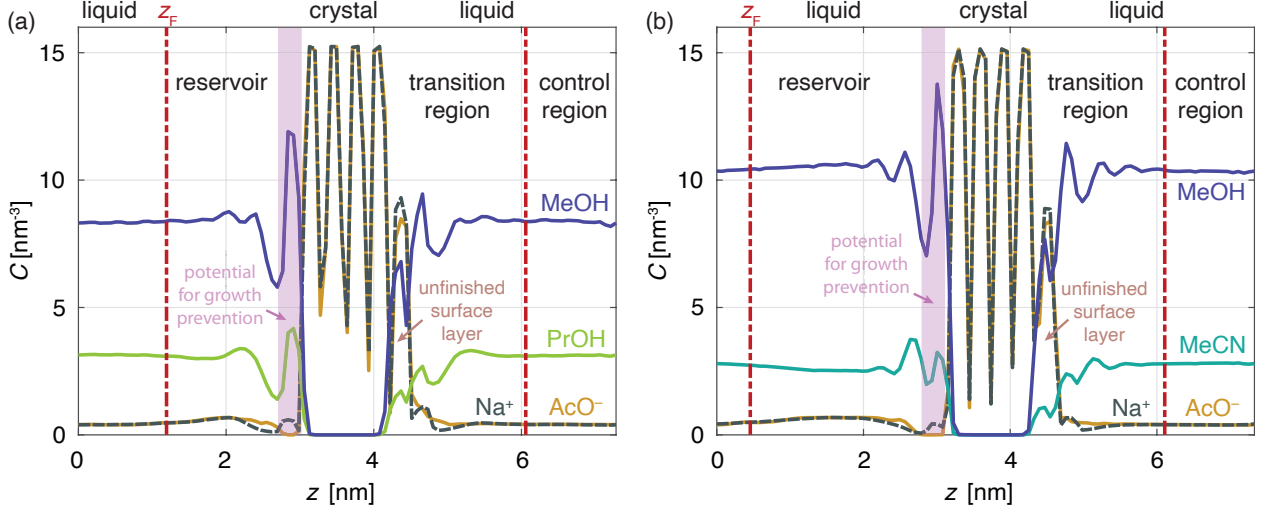 (a)
liquid
z_F
crystal
liquid
15
10
5
0
C [nm⁻³]
reservoir
transition
region
control
region
MeOH
potential
for growth
prevention
unfinished
surface
layer
PrOH
Na⁺
AcO⁻
0
2
4
6
z [nm]
(b)
z_F
liquid
crystal
liquid
15
10
5
0
C [nm⁻³]
reservoir
transition
region
control
region
MeOH
potential
for growth
prevention
unfinished
surface
layer
MeCN
Na⁺
AcO⁻
0
2
4
6
z [nm]